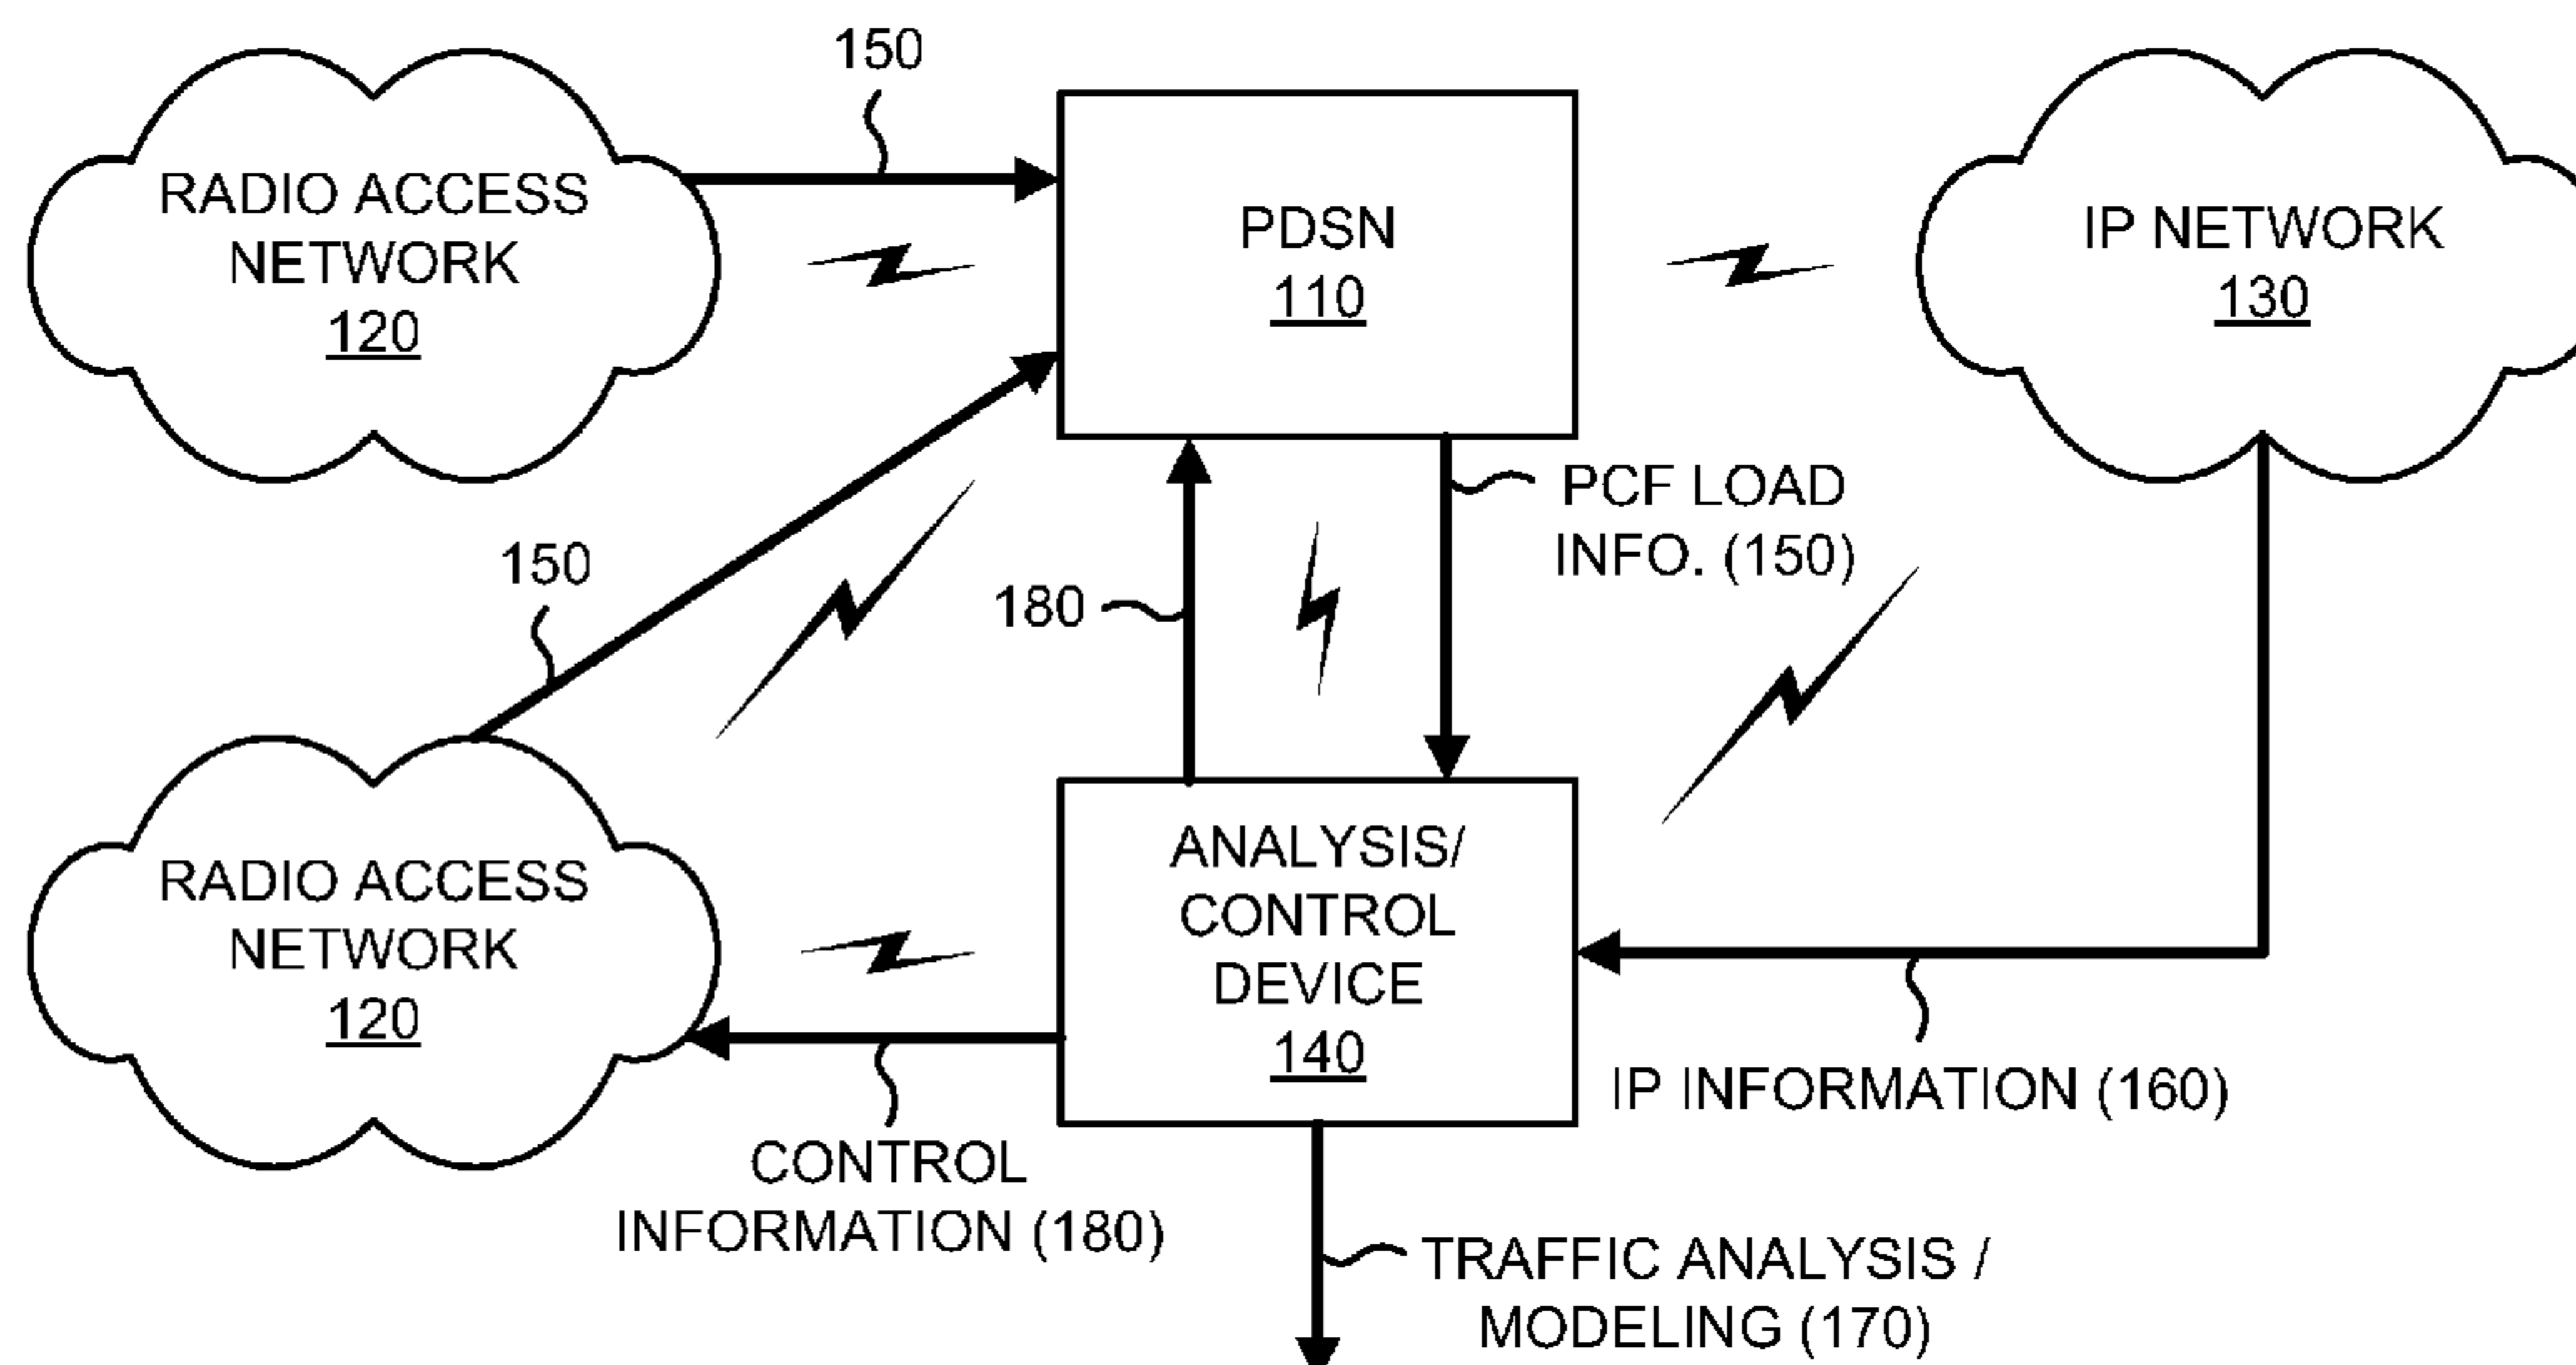 150
RADIO ACCESS
NETWORK
120
PDSN
110
IP NETWORK
130
PCF LOAD
INFO. (150)
150
180
RADIO ACCESS
NETWORK
120
ANALYSIS/
CONTROL
DEVICE
140
IP INFORMATION (160)
CONTROL
INFORMATION (180)
TRAFFIC ANALYSIS /
MODELING (170)